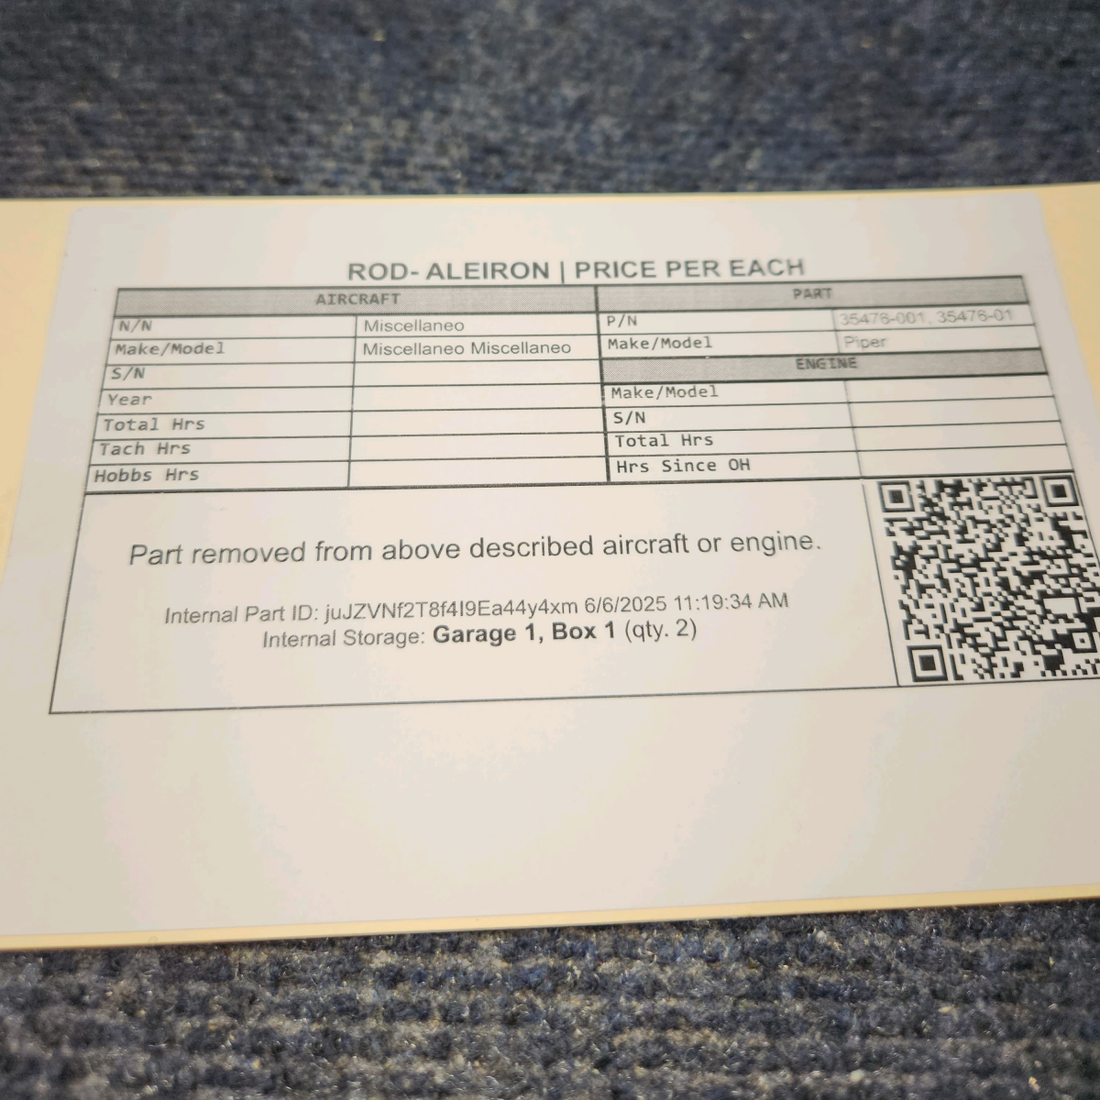 ROD- ALEIRON | PRICE PER EACH
AIRCRAFT
N/N Miscellaneo
Make/Model Miscellaneo Miscellaneo
S/N
Year
Total Hrs
Tach Hrs
Hobbs Hrs
PART
P/N 35476-001, 35476-01
Make/Model Piper
ENGINE
Make/Model
S/N
Total Hrs
Hrs Since OH
Part removed from above described aircraft or engine.
Internal Part ID: juJZVNf2T8f4I9Ea44y4xm 6/6/2025 11:19:34 AM
Internal Storage: Garage 1, Box 1 (qty. 2)